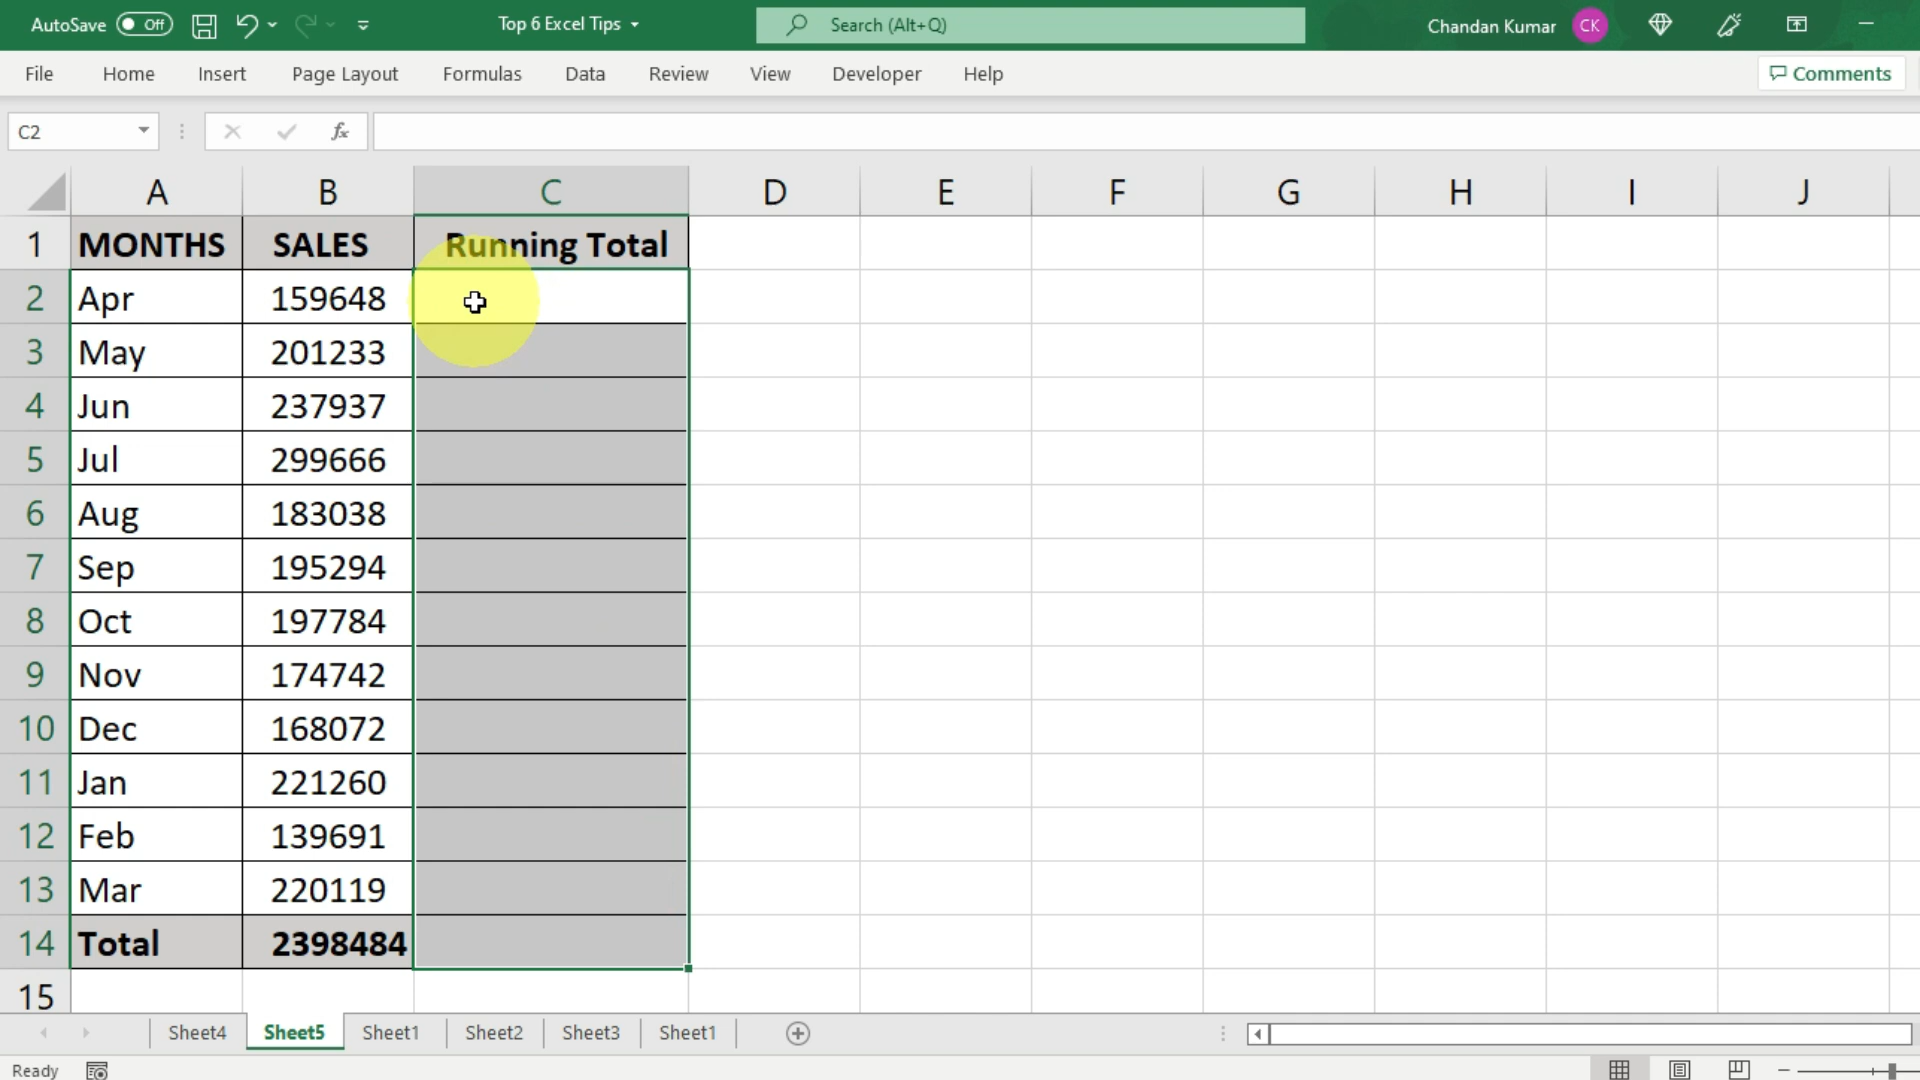 AutoSave Off Top 6 Excel Tips Search (Alt+Q) Chandan Kumar CK
File Home Insert Page Layout Formulas Data Review View Developer Help Comments
C2 fx
A B C D E F G H I J
1 MONTHS SALES Running Total
2 Apr 159648
3 May 201233
4 Jun 237937
5 Jul 299666
6 Aug 183038
7 Sep 195294
8 Oct 197784
9 Nov 174742
10 Dec 168072
11 Jan 221260
12 Feb 139691
13 Mar 220119
14 Total 2398484
15
Sheet4 Sheet5 Sheet1 Sheet2 Sheet3 Sheet1
Ready